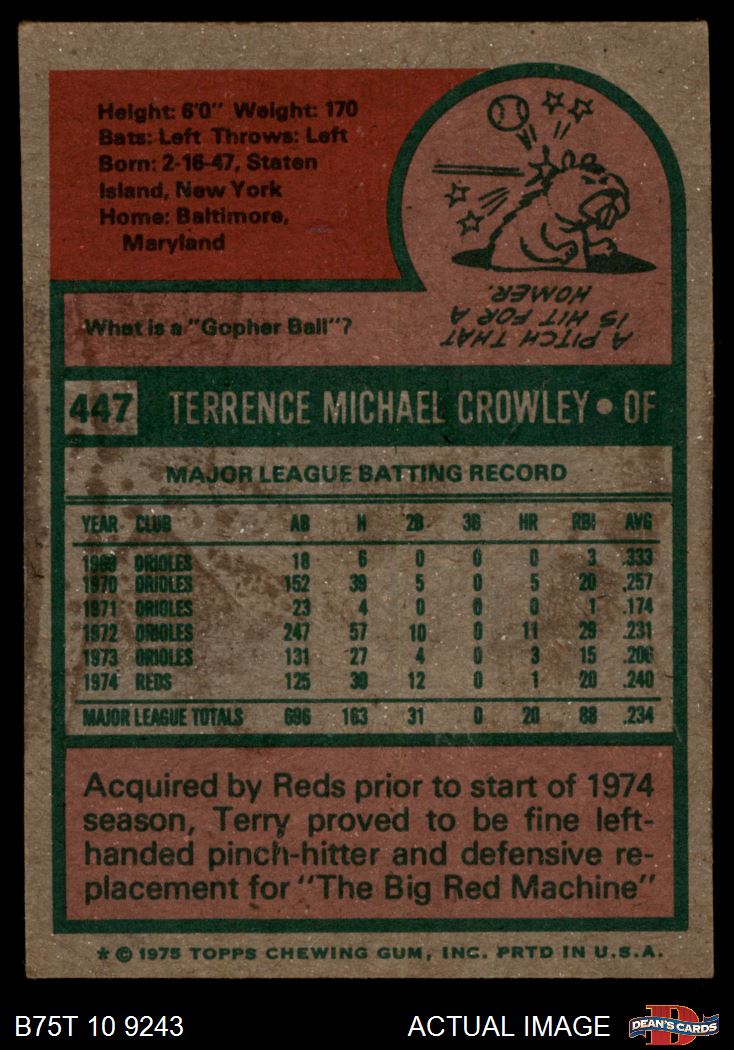 Height: 6'0" Weight: 170
Bats: Left Throws: Left
Born: 2-16-47, Staten
Island, New York
Home: Baltimore,
Maryland
What is a "Gopher Ball"?
A PITCH THAT
IS HIT FOR A
HOMER.
447 TERRENCE MICHAEL CROWLEY • OF
MAJOR LEAGUE BATTING RECORD
YEAR CLUB AB H 2B 3B HR RBI AVG
1969 ORIOLES 18 6 0 0 0 3 .333
1970 ORIOLES 152 39 5 0 5 20 .257
1971 ORIOLES 23 4 0 0 0 1 .174
1972 ORIOLES 247 57 10 0 11 29 .231
1973 ORIOLES 131 27 4 0 3 15 .206
1974 REDS 125 30 12 0 1 20 .240
MAJOR LEAGUE TOTALS 696 163 31 0 20 88 .234
Acquired by Reds prior to start of 1974
season, Terry proved to be fine left-
handed pinch-hitter and defensive re-
placement for "The Big Red Machine"
* © 1975 TOPPS CHEWING GUM, INC. PRTD IN U.S.A.
B75T 10 9243 ACTUAL IMAGE
DEAN'S CARDS